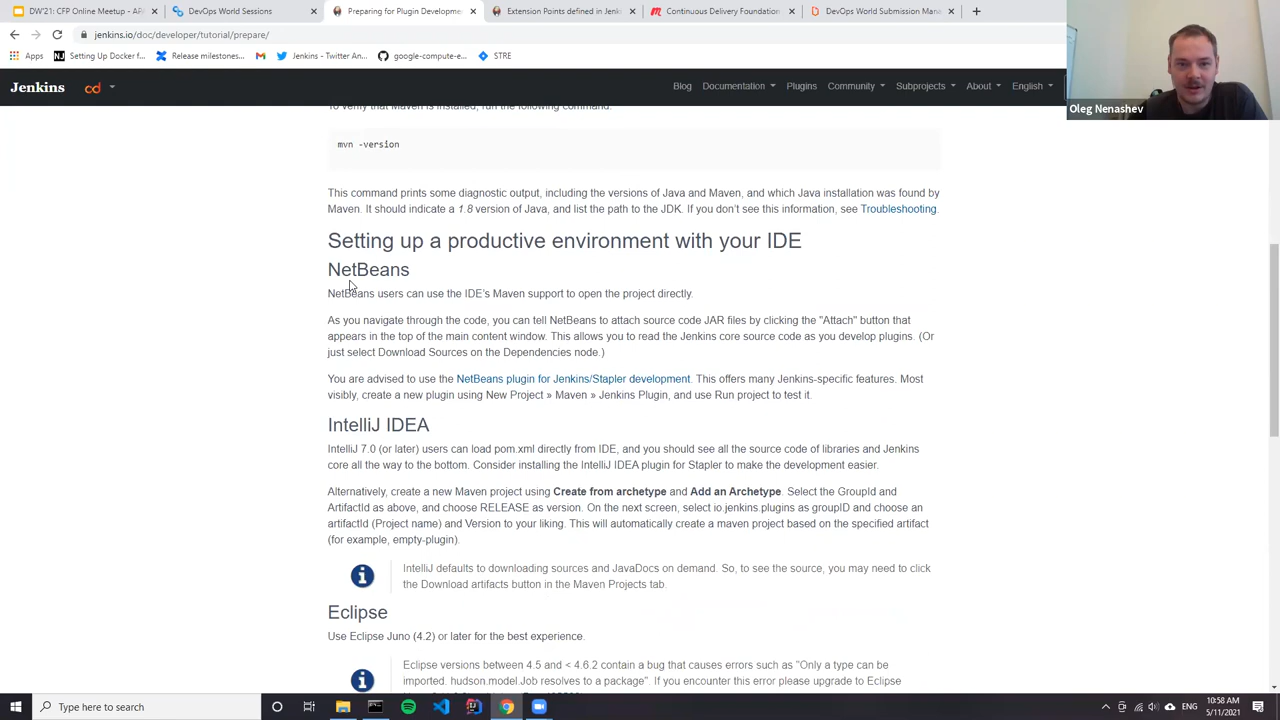 DW'21: CFP Online Meetup - API
DevOps World Sessions
Preparing for Plugin Developme
Extension Points defined in Jenk
Continuous Delivery Foundation
DevOps World Submission Man
jenkins.io/doc/developer/tutorial/prepare/
Apps
Setting Up Docker f...
Release milestones...
Jenkins - Twitter An...
google-compute-e...
STRE
Jenkins
cd
Blog
Documentation
Plugins
Community
Subprojects
About
English
Oleg Nenashev
To verify that Maven is installed, run the following command:
mvn -version
This command prints some diagnostic output, including the versions of Java and Maven, and which Java installation was found by
Maven. It should indicate a 1.8 version of Java, and list the path to the JDK. If you don't see this information, see Troubleshooting.
Setting up a productive environment with your IDE
NetBeans
NetBeans users can use the IDE's Maven support to open the project directly.
As you navigate through the code, you can tell NetBeans to attach source code JAR files by clicking the "Attach" button that
appears in the top of the main content window. This allows you to read the Jenkins core source code as you develop plugins. (Or
just select Download Sources on the Dependencies node.)
You are advised to use the NetBeans plugin for Jenkins/Stapler development. This offers many Jenkins-specific features. Most
visibly, create a new plugin using New Project » Maven » Jenkins Plugin, and use Run project to test it.
IntelliJ IDEA
IntelliJ 7.0 (or later) users can load pom.xml directly from IDE, and you should see all the source code of libraries and Jenkins
core all the way to the bottom. Consider installing the IntelliJ IDEA plugin for Stapler to make the development easier.
Alternatively, create a new Maven project using Create from archetype and Add an Archetype. Select the GroupId and
ArtifactId as above, and choose RELEASE as version. On the next screen, select io.jenkins.plugins as groupID and choose an
artifactId (Project name) and Version to your liking. This will automatically create a maven project based on the specified artifact
(for example, empty-plugin).
IntelliJ defaults to downloading sources and JavaDocs on demand. So, to see the source, you may need to click
the Download artifacts button in the Maven Projects tab.
Eclipse
Use Eclipse Juno (4.2) or later for the best experience.
Eclipse versions between 4.5 and < 4.6.2 contain a bug that causes errors such as "Only a type can be
imported. hudson.model.Job resolves to a package". If you encounter this error please upgrade to Eclipse
Type here to search
10:58 AM
5/11/2021